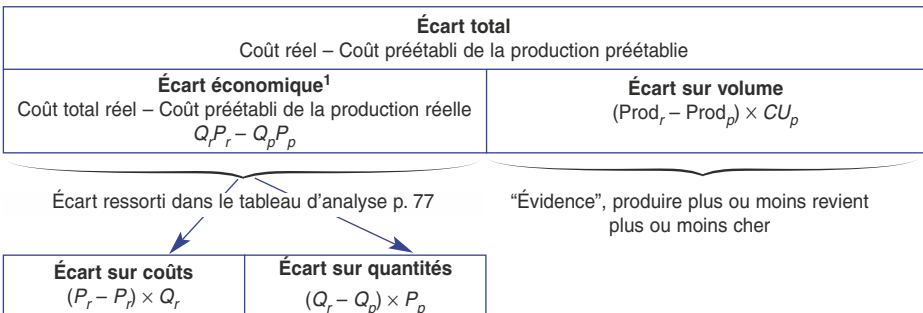 Écart total
Coût réel – Coût préétabli de la production préétablie
Écart économique¹
Coût total réel – Coût préétabli de la production réelle
QᵣPᵣ – QₚPₚ
Écart sur volume
(Prodᵣ – Prodₚ) × CUₚ
Écart ressorti dans le tableau d'analyse p. 77
“Évidence”, produire plus ou moins revient
plus ou moins cher
Écart sur coûts
(Pᵣ – Pᵣ) × Qᵣ
Écart sur quantités
(Qᵣ – Qₚ) × Pₚ